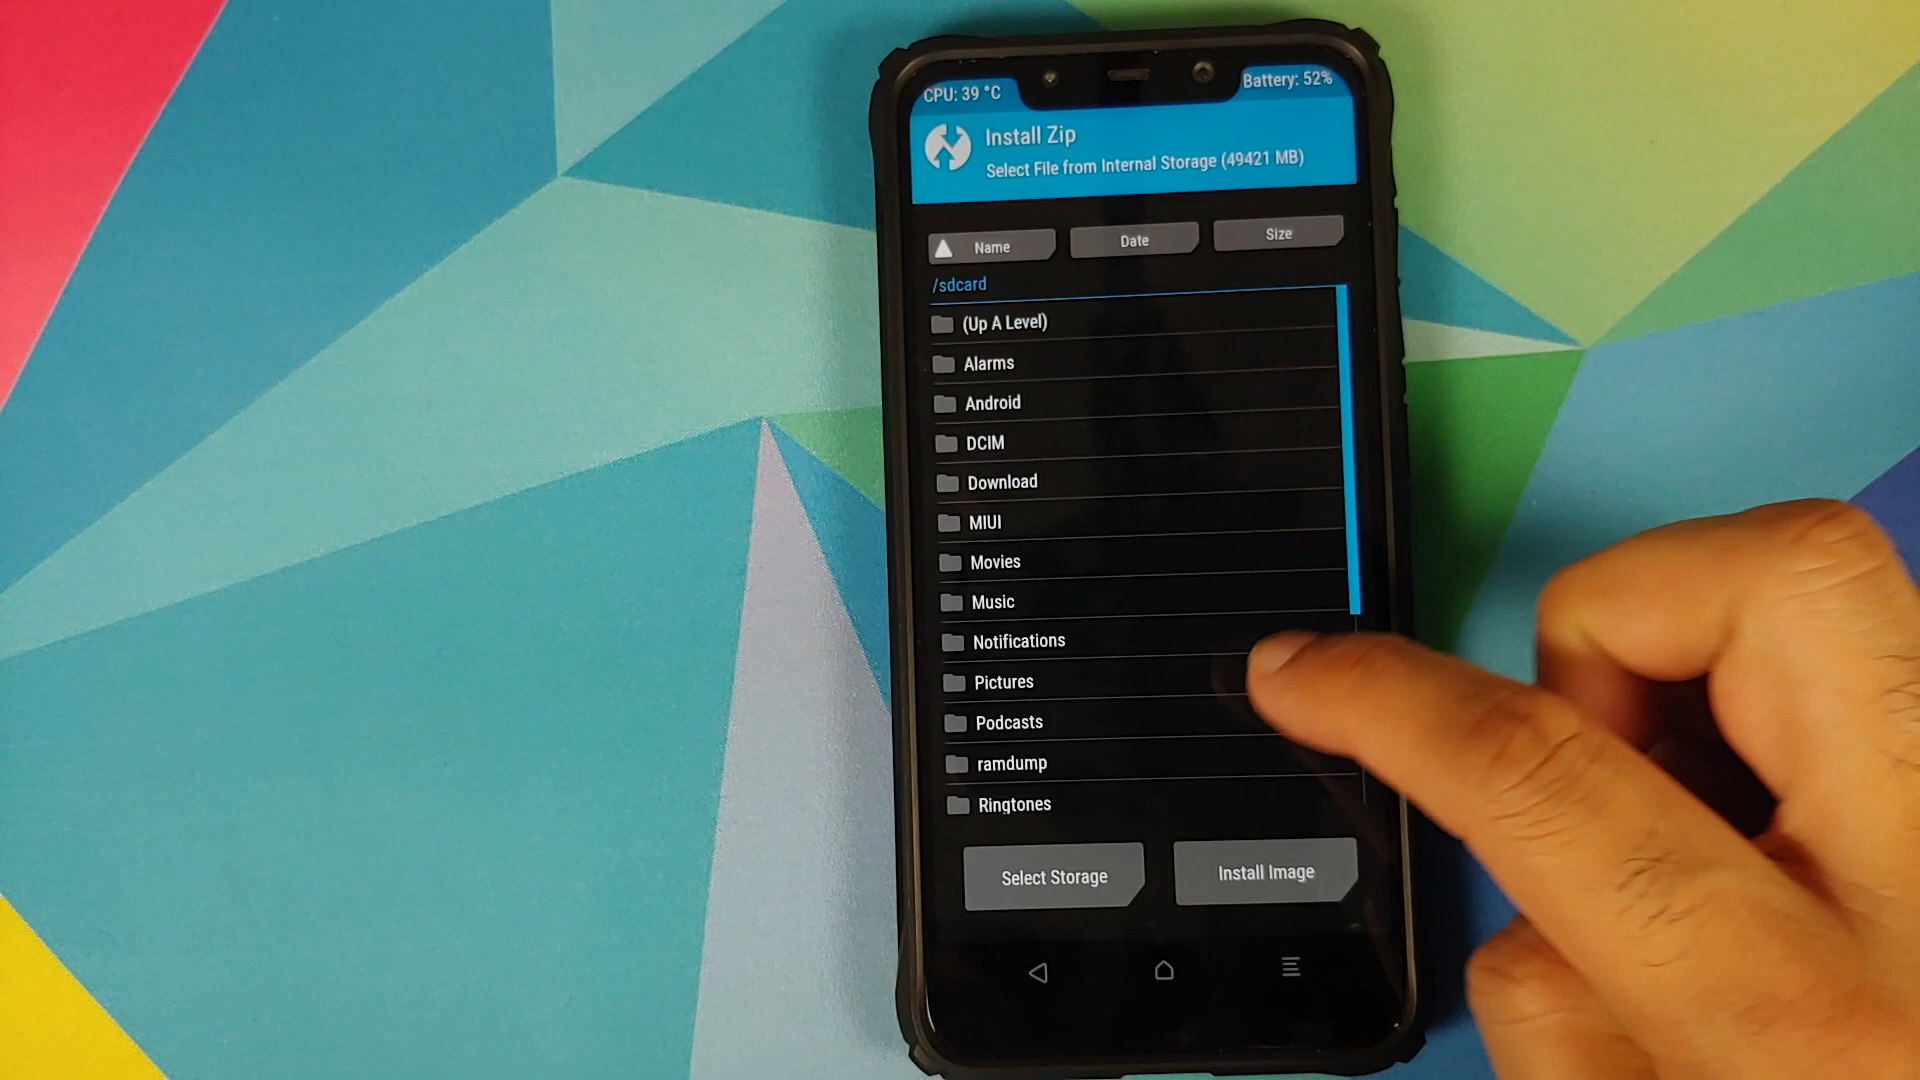 CPU: 39 °C
Battery: 52%
Install Zip
Select File from Internal Storage (49421 MB)
Name
Date
Size
/sdcard
(Up A Level)
Alarms
Android
DCIM
Download
MIUI
Movies
Music
Notifications
Pictures
Podcasts
ramdump
Ringtones
Select Storage
Install Image